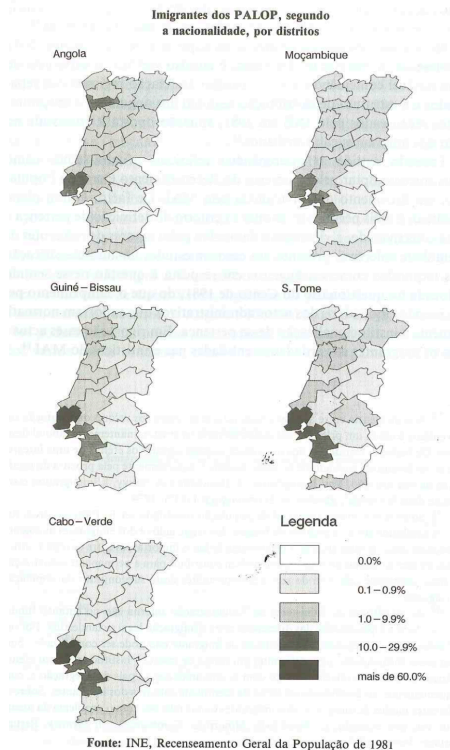 Imigrantes dos PALOP, segundo
a nacionalidade, por distritos
Angola
Moçambique
Guiné–Bissau
S. Tome
Cabo–Verde
Legenda
0.0%
0.1–0.9%
1.0–9.9%
10.0–29.9%
mais de 60.0%
Fonte: INE, Recenseamento Geral da População de 1981